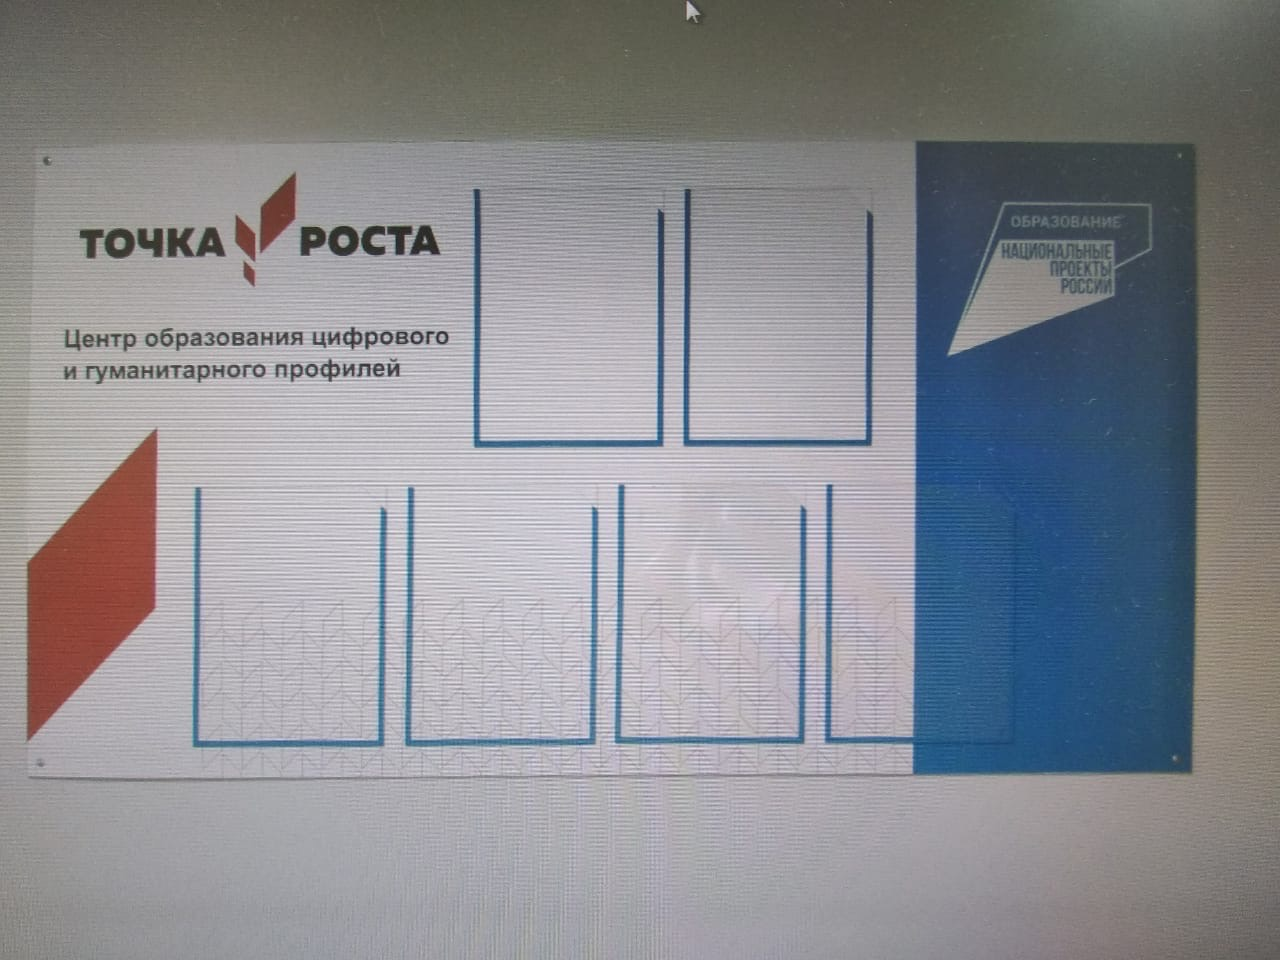 ТОЧКА РОСТА
Центр образования цифрового
и гуманитарного профилей
ОБРАЗОВАНИЕ
НАЦИОНАЛЬНЫЕ
ПРОЕКТЫ
РОССИИ